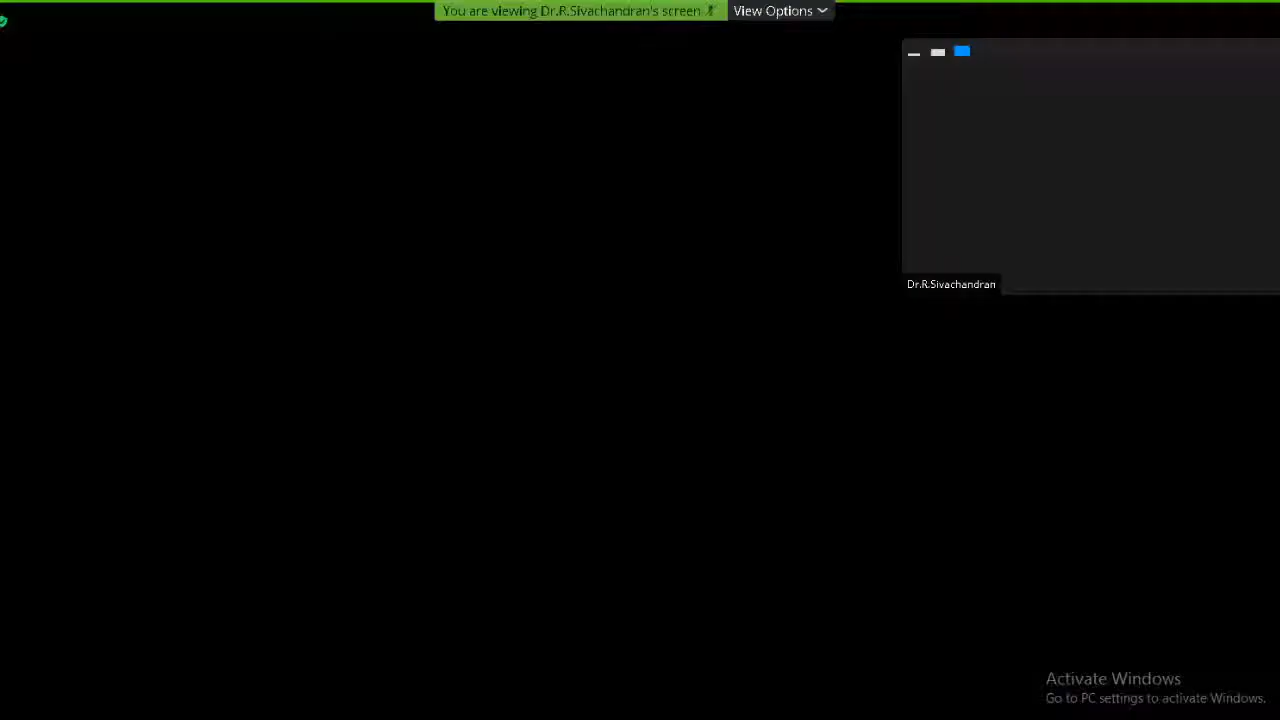 You are viewing Dr.R.Sivachandran's screen
View Options
Dr.R.Sivachandran
Activate Windows
Go to PC settings to activate Windows.